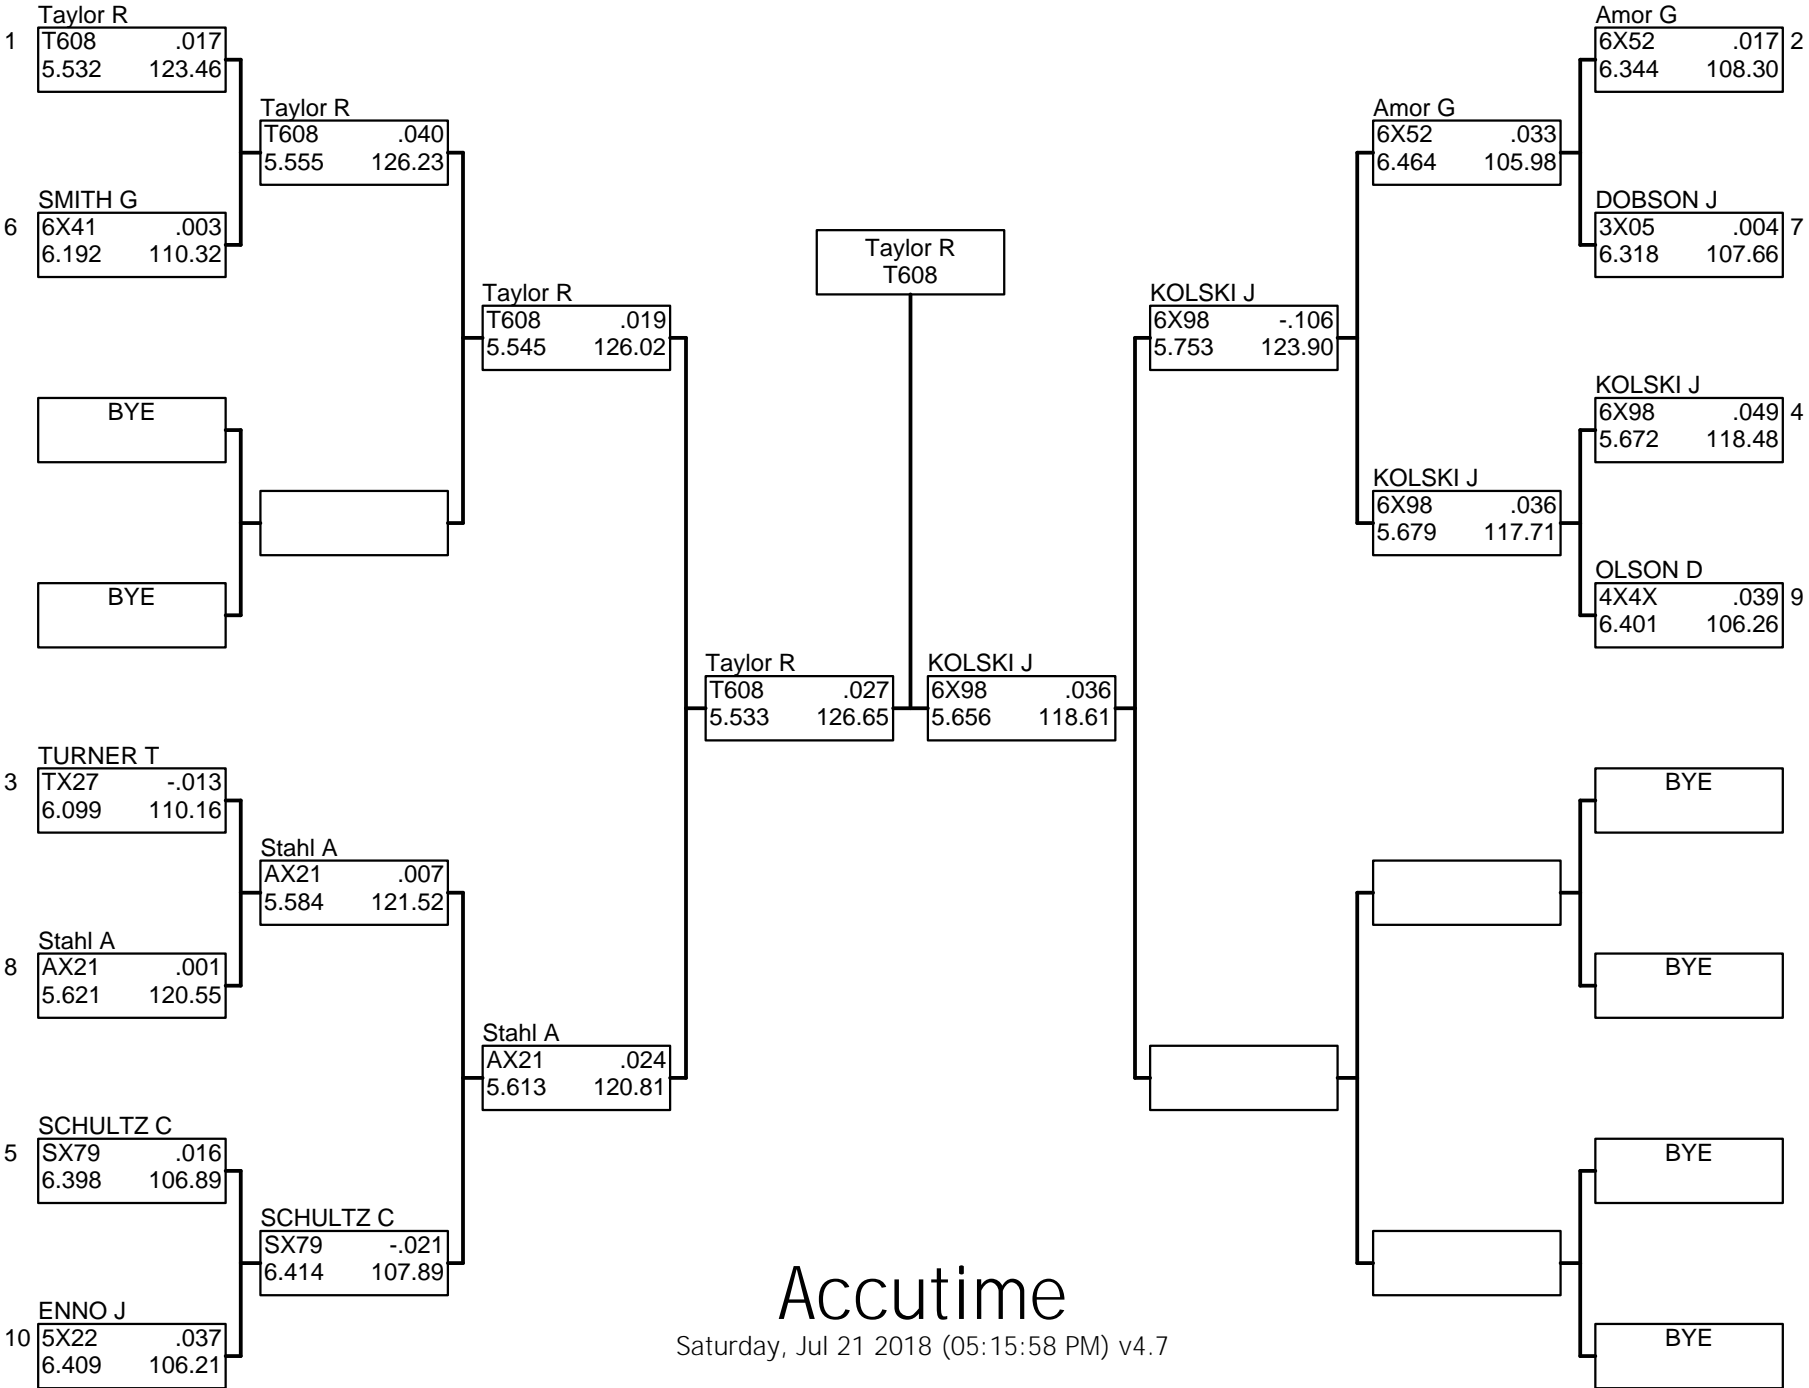 Taylor R
1
T608 .017
5.532 123.46
SMITH G
6
6X41 .003
6.192 110.32
BYE
BYE
TURNER T
3
TX27 -.013
6.099 110.16
Stahl A
8
AX21 .001
5.621 120.55
SCHULTZ C
5
SX79 .016
6.398 106.89
ENNO J
10
5X22 .037
6.409 106.21
Taylor R
T608 .040
5.555 126.23
Stahl A
AX21 .007
5.584 121.52
SCHULTZ C
SX79 -.021
6.414 107.89
Taylor R
T608 .019
5.545 126.02
Stahl A
AX21 .024
5.613 120.81
Taylor R
T608 .027
5.533 126.65
Taylor R
T608
KOLSKI J
6X98 .036
5.656 118.61
KOLSKI J
6X98 -.106
5.753 123.90
Amor G
6X52 .033
6.464 105.98
KOLSKI J
6X98 .036
5.679 117.71
Amor G
6X52 .017 2
6.344 108.30
DOBSON J
3X05 .004 7
6.318 107.66
KOLSKI J
6X98 .049 4
5.672 118.48
OLSON D
4X4X .039 9
6.401 106.26
BYE
BYE
BYE
BYE
Accutime
Saturday, Jul 21 2018 (05:15:58 PM) v4.7